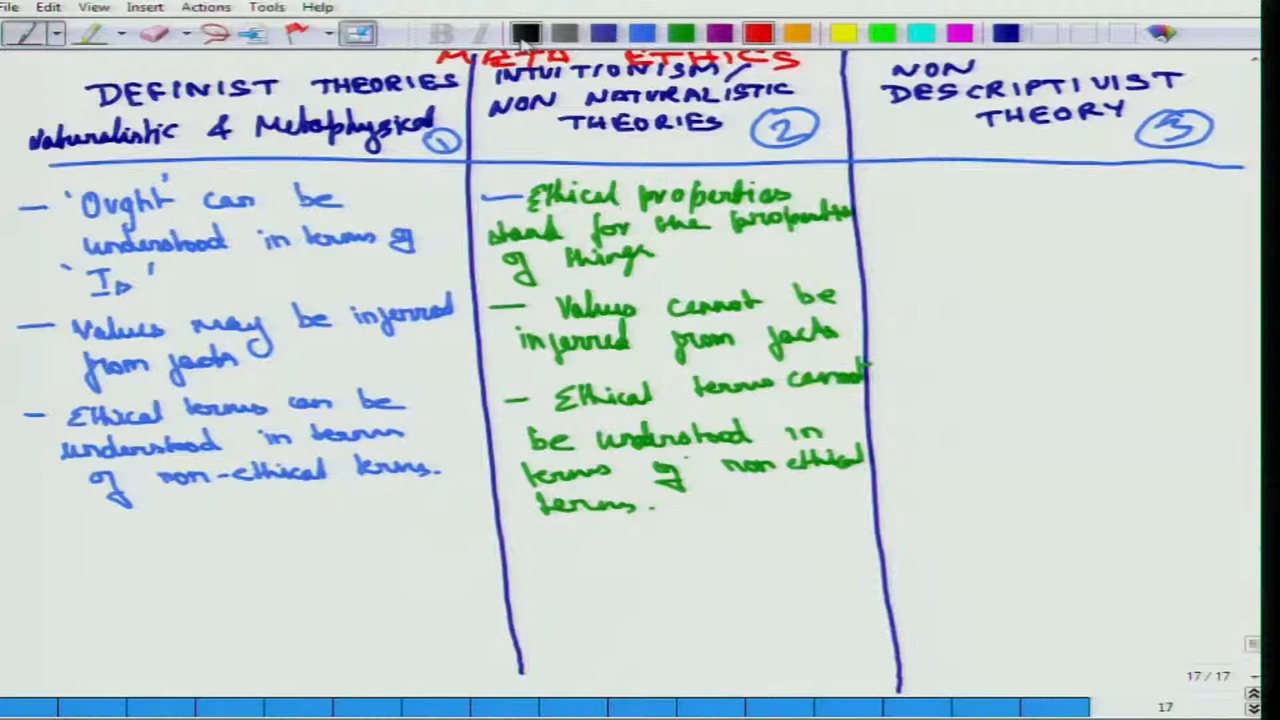 File Edit View Insert Actions Tools Help
META ETHICS
DEFINIST THEORIES
Naturalistic & Metaphysical 1
INTUITIONISM/
NON NATURALISTIC
THEORIES 2
NON
DESCRIPTIVIST
THEORY 3
– 'Ought' can be
understood in terms of
'Is'
– Values may be inferred
from facts
– Ethical terms can be
understood in terms
of non-ethical terms.
– Ethical properties
stand for the properties
of things
– Values cannot be
inferred from facts
– Ethical terms cannot
be understood in
terms of non ethical
terms.
17/17
17